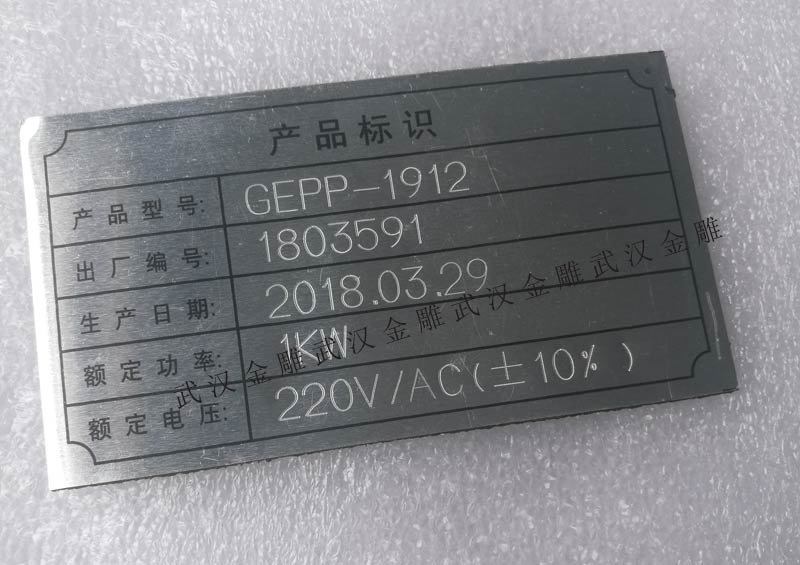 产品标识
产品型号: GEPP-1912
出厂编号: 1803591
生产日期: 2018.03.29
额定功率: 1KW
额定电压: 220V/AC(±10%)
武汉金雕武汉金雕武汉金雕武汉金雕